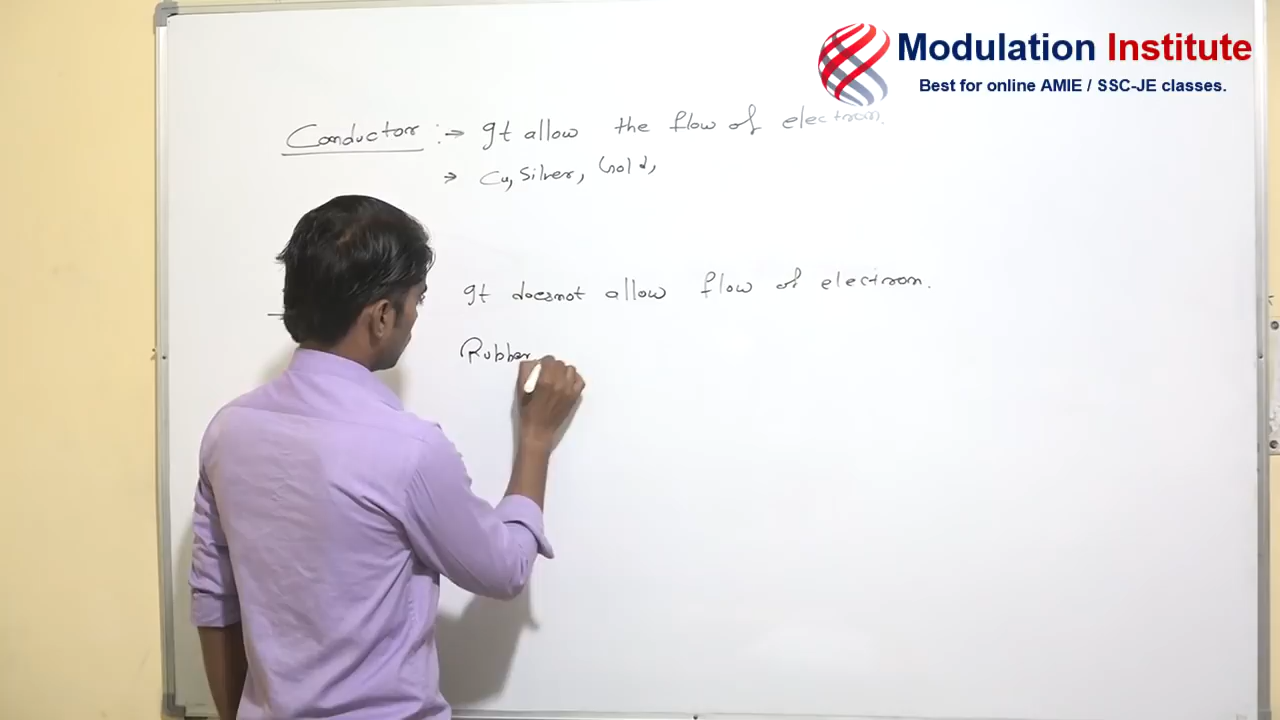 Modulation Institute
Best for online AMIE / SSC-JE classes.
Conductor :→ It allow the flow of electron.
→ Cu, Silver, Gold,
It doesnot allow flow of electron.
Rubber